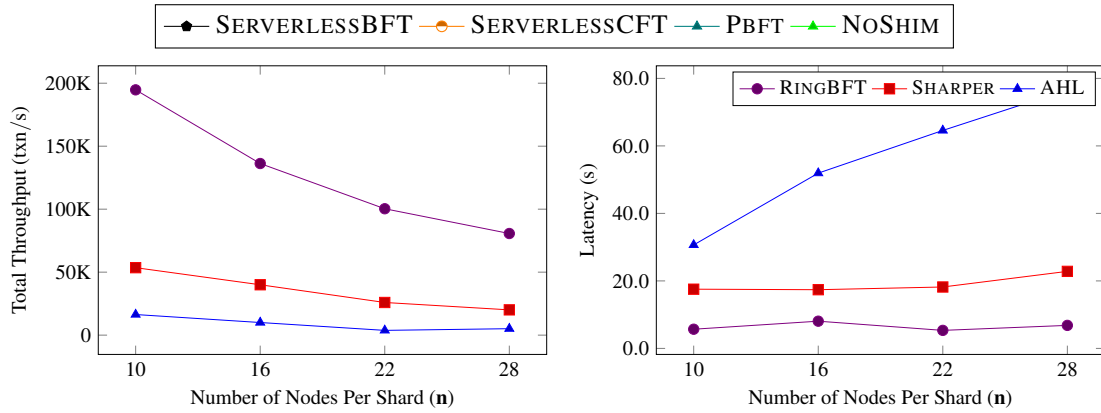 SERVERLESSBFT SERVERLESSCFT PBFT NOSHIM
200K
150K
100K
50K
0
10 16 22 28
Total Throughput (txn/s)
Number of Nodes Per Shard (n)
RINGBFT SHARPER AHL
80.0
60.0
40.0
20.0
0.0
10 16 22 28
Latency (s)
Number of Nodes Per Shard (n)